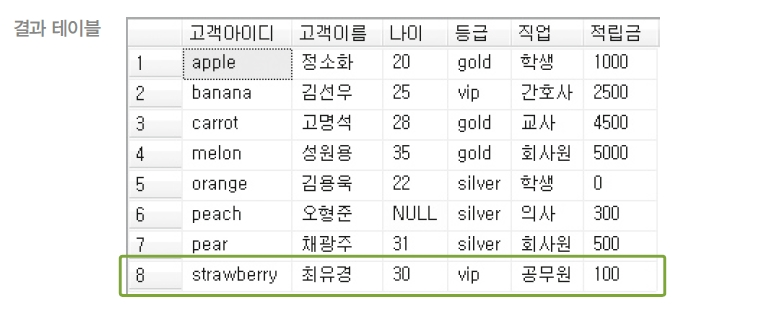 결과 테이블
고객아이디 고객이름 나이 등급 직업 적립금
1 apple 정소화 20 gold 학생 1000
2 banana 김선우 25 vip 간호사 2500
3 carrot 고명석 28 gold 교사 4500
4 melon 성원용 35 gold 회사원 5000
5 orange 김용욱 22 silver 학생 0
6 peach 오형준 NULL silver 의사 300
7 pear 채광주 31 silver 회사원 500
8 strawberry 최유경 30 vip 공무원 100